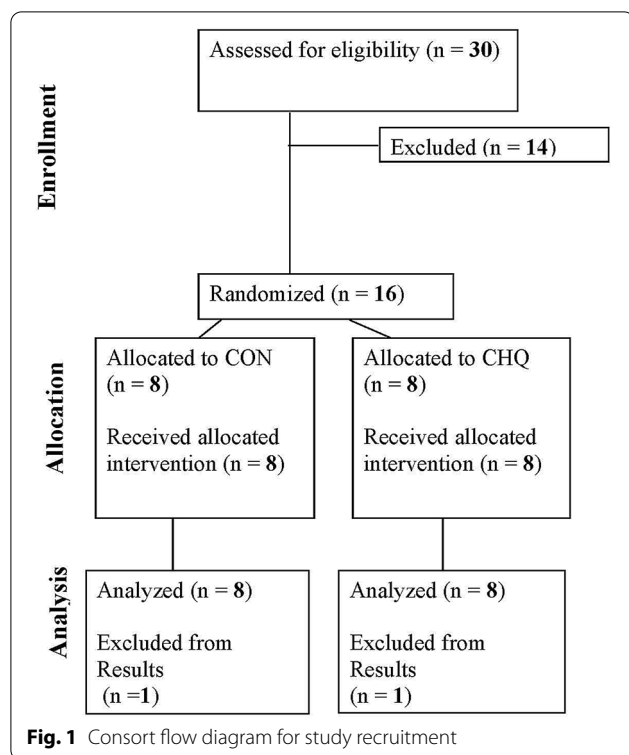 Enrollment
Assessed for eligibility (n = 30)
Excluded (n = 14)
Randomized (n = 16)
Allocation
Allocated to CON
(n = 8)
Received allocated
intervention (n = 8)
Allocated to CHQ
(n = 8)
Received allocated
intervention (n = 8)
Analysis
Analyzed (n = 8)
Excluded from
Results
(n =1)
Analyzed (n = 8)
Excluded from
Results
(n = 1)
Fig. 1 Consort flow diagram for study recruitment